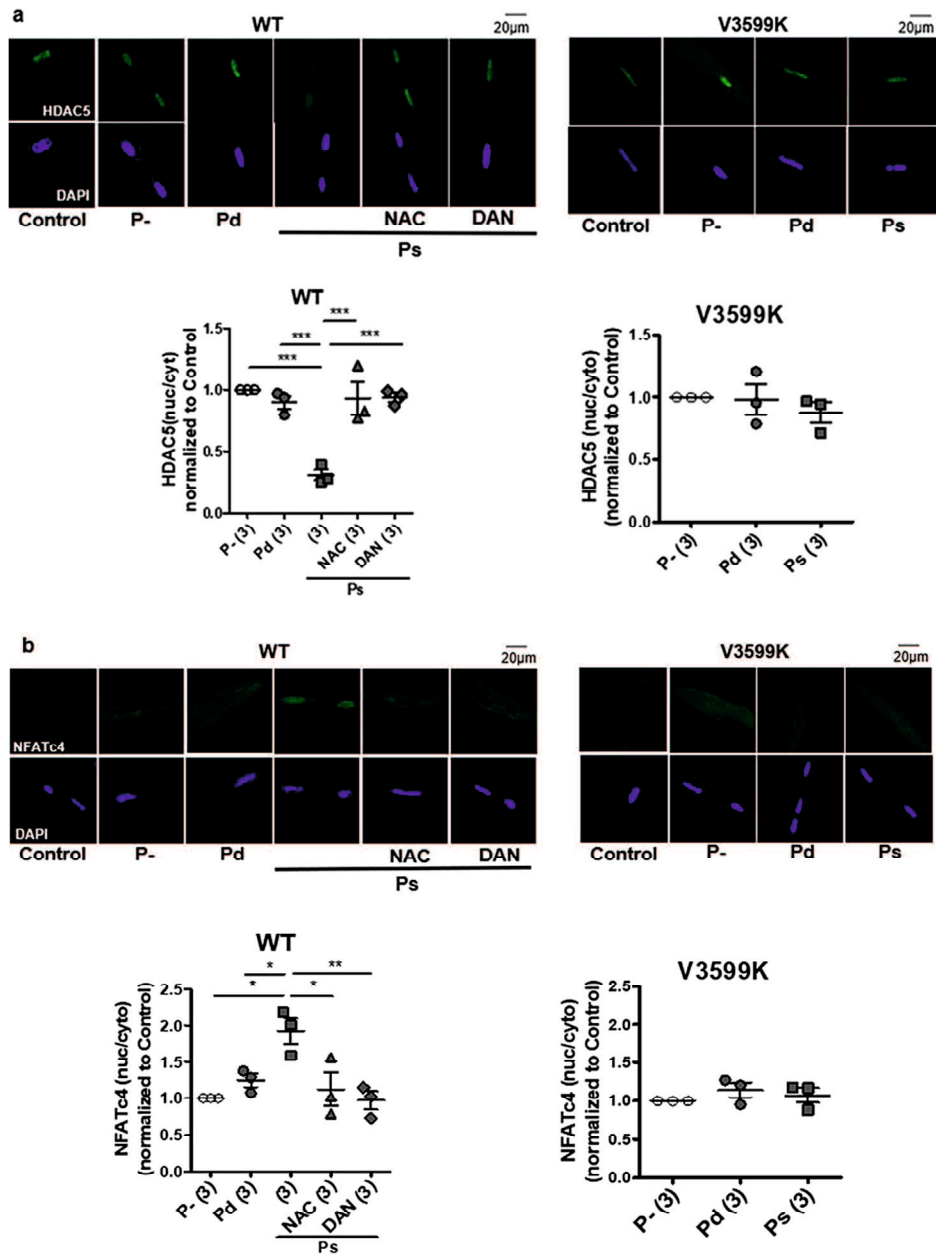 a
WT
20µm
V3599K
20µm
HDAC5
DAPI
Control P- Pd NAC DAN
Ps
Control P- Pd Ps
WT
***
***
***
***
HDAC5(nuc/cyt)
normalized to Control
1.5
1.0
0.5
0.0
P- (3)
Pd (3)
(3)
NAC (3)
DAN (3)
Ps
V3599K
HDAC5 (nuc/cyto)
(normalized to Control)
1.5
1.0
0.5
0.0
P- (3)
Pd (3)
Ps (3)
b
WT
20µm
V3599K
20µm
NFATc4
DAPI
Control P- Pd NAC DAN
Ps
Control P- Pd Ps
WT
* **
* *
NFATc4 (nuc/cyto)
(normalized to Control)
2.5
2.0
1.5
1.0
0.5
0.0
P- (3)
Pd (3)
(3)
NAC (3)
DAN (3)
Ps
V3599K
NFATc4 (nuc/cyto)
(normalized to Control)
2.5
2.0
1.5
1.0
0.5
0.0
P- (3)
Pd (3)
Ps (3)